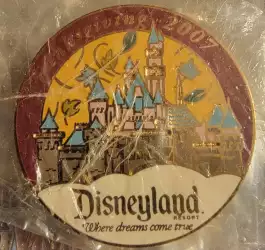 2007
Disneyland
RESORT
Where dreams come true